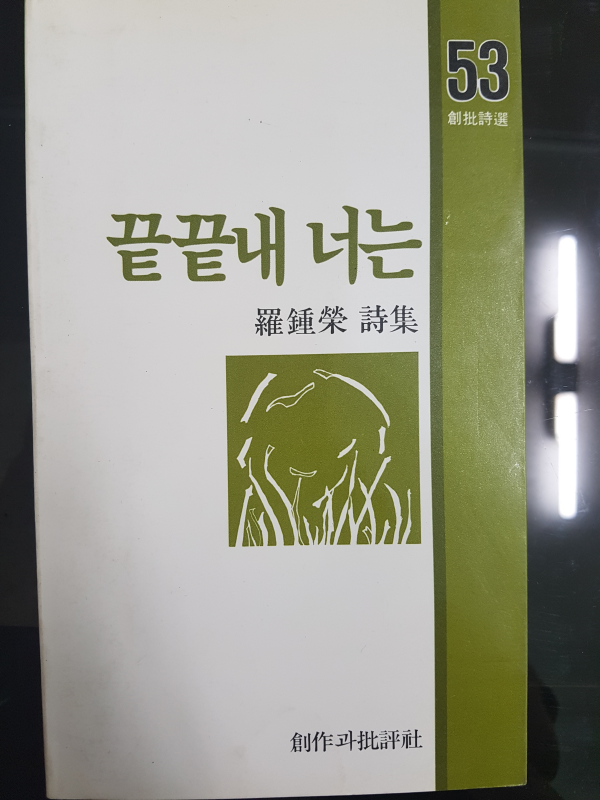 53
創批詩選
끝끝내 너는
羅鍾榮 詩集
創作과批評社